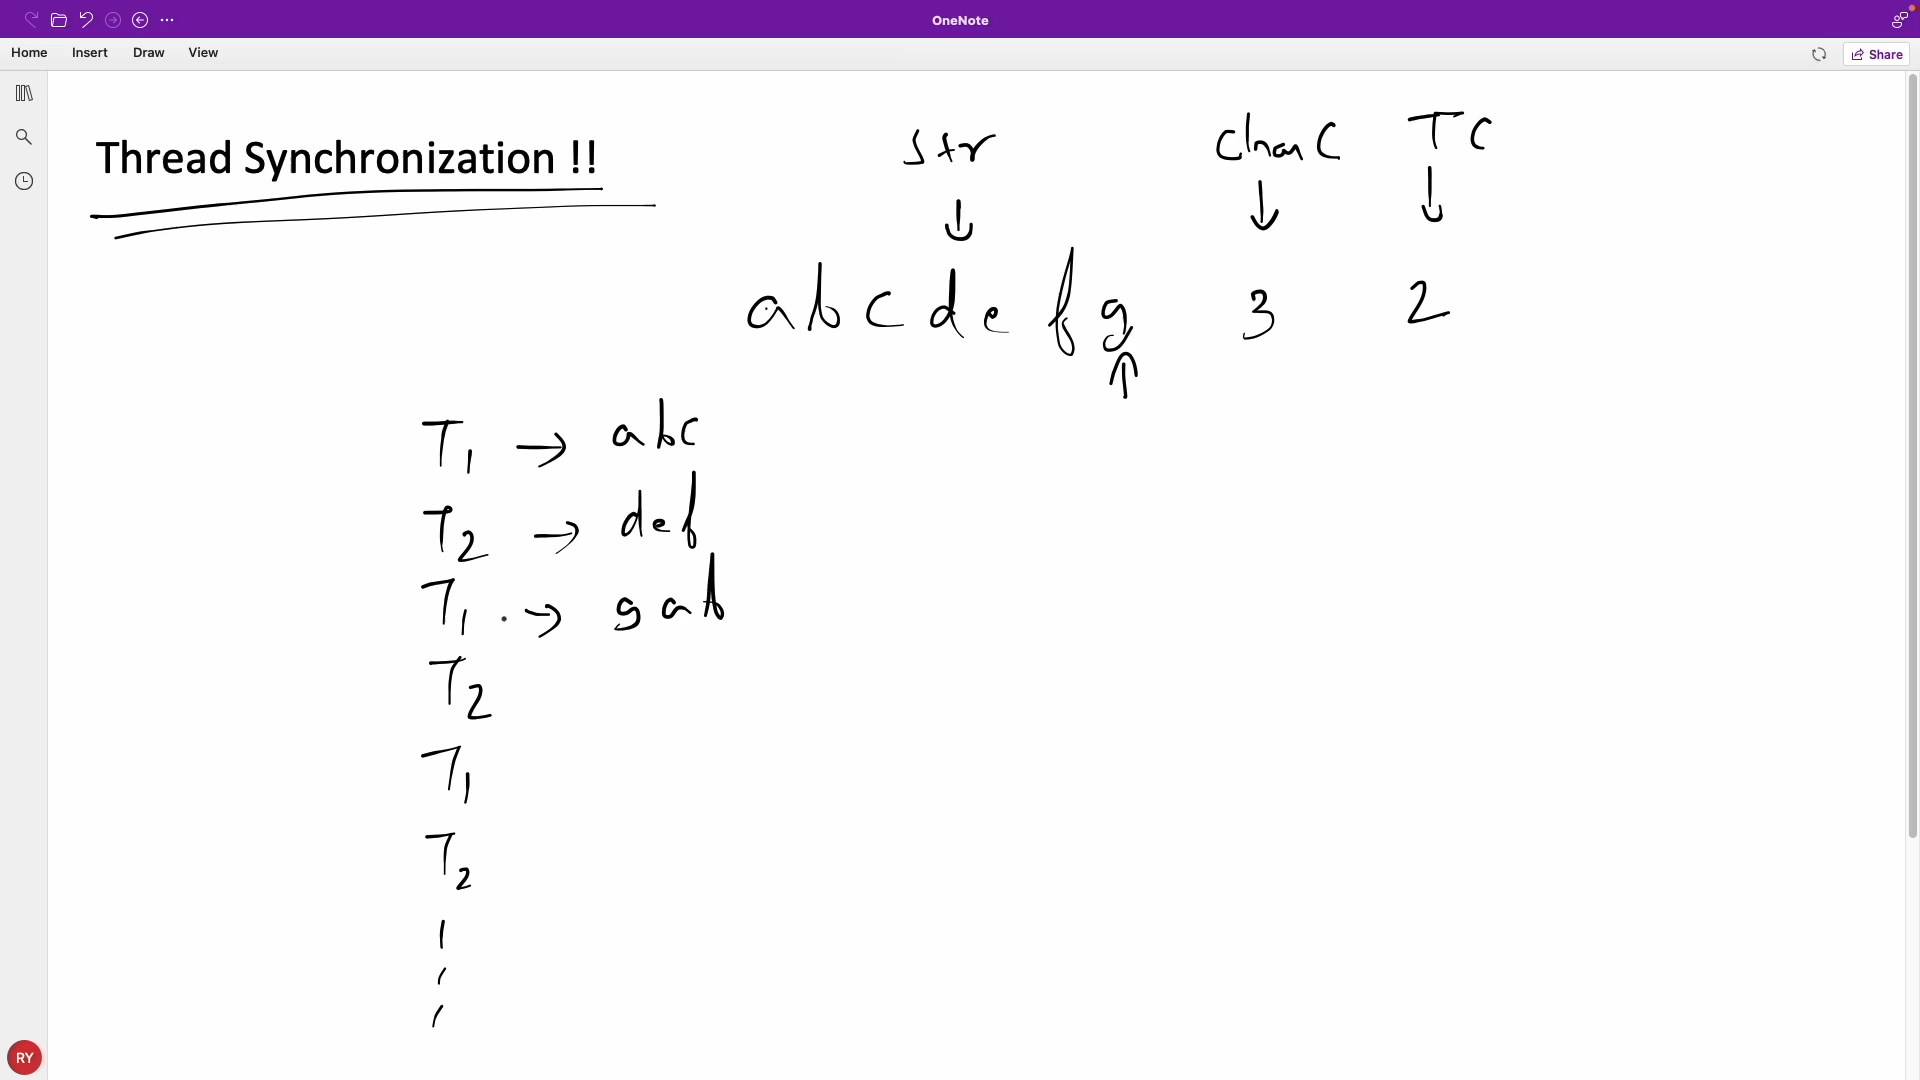 OneNote
Home Insert Draw View Share
Thread Synchronization !!
Str CharC TC
a b c d e f g 3 2
T1 → abc
T2 → def
T1 → gab
T2
T1
T2
RY